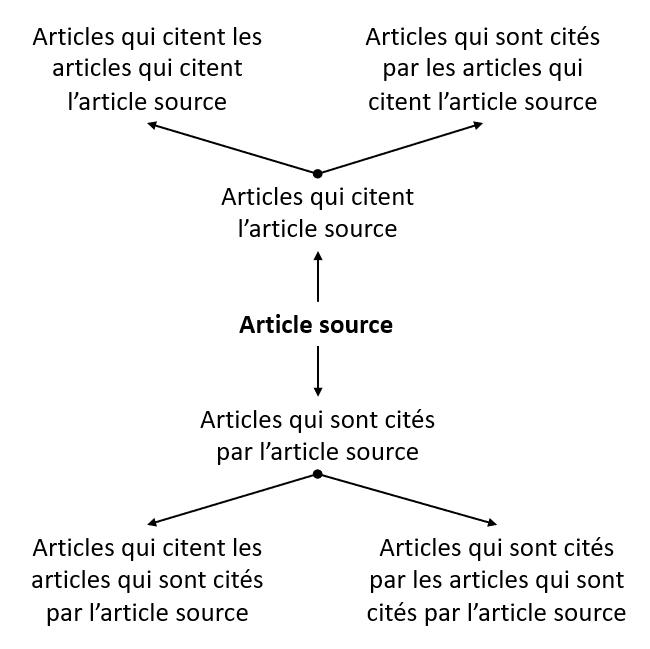 Articles qui citent les
articles qui citent
l’article source
Articles qui sont cités
par les articles qui
citent l’article source
Articles qui citent
l’article source
Article source
Articles qui sont cités
par l’article source
Articles qui citent les
articles qui sont cités
par l’article source
Articles qui sont cités
par les articles qui sont
cités par l’article source